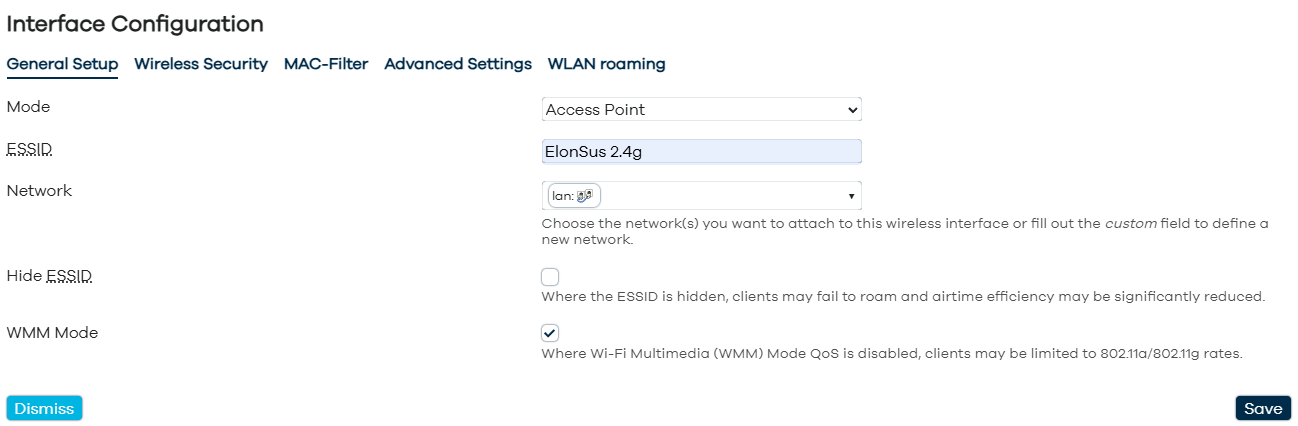 Interface Configuration
General Setup Wireless Security MAC-Filter Advanced Settings WLAN roaming
Mode Access Point
ESSID ElonSus 2.4g
Network lan:
Choose the network(s) you want to attach to this wireless interface or fill out the custom field to define a
new network.
Hide ESSID
Where the ESSID is hidden, clients may fail to roam and airtime efficiency may be significantly reduced.
WMM Mode
Where Wi-Fi Multimedia (WMM) Mode QoS is disabled, clients may be limited to 802.11a/802.11g rates.
Dismiss Save